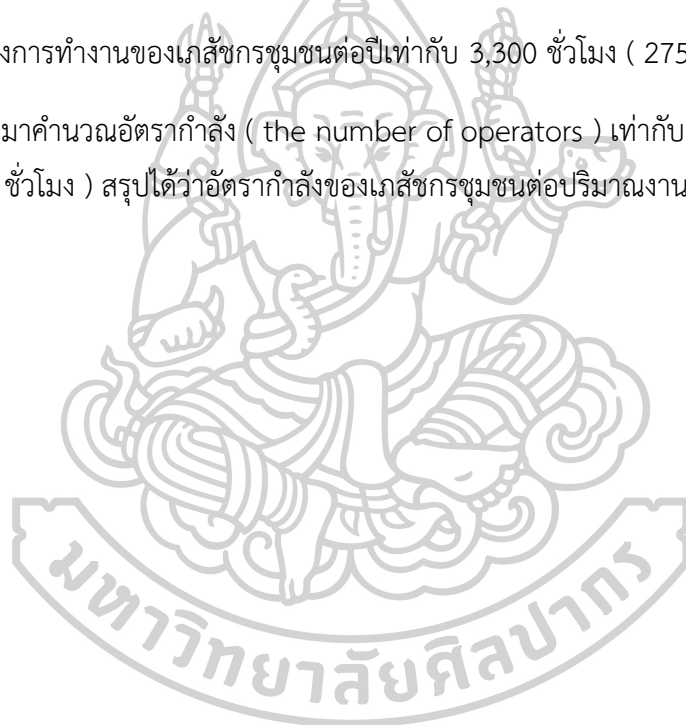 งการทำงานของเภสัชกรชุมชนต่อปีเท่ากับ 3,300 ชั่วโมง ( 275
มาคำนวณอัตรากำลัง ( the number of operators ) เท่ากับ
ชั่วโมง ) สรุปได้ว่าอัตรากำลังของเภสัชกรชุมชนต่อปริมาณงาน
มหาวิทยาลัยศิลปากร